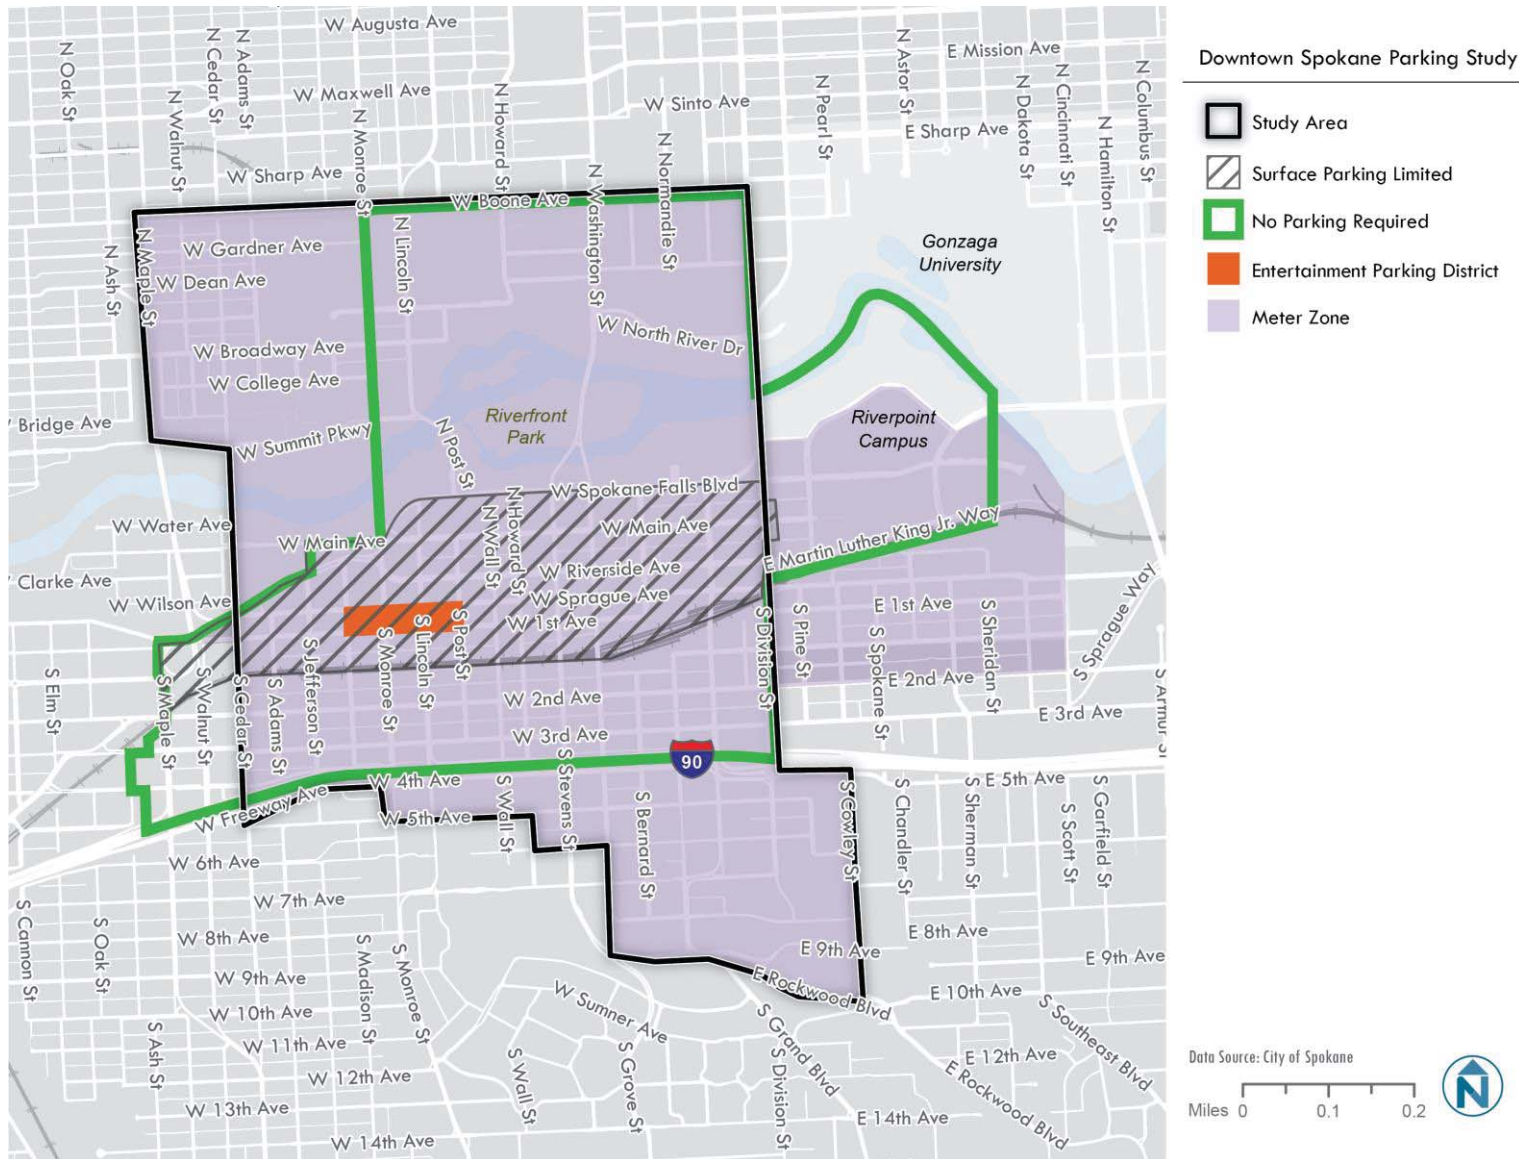 W Augusta Ave
E Mission Ave
N Oak St
N Cedar St
N Adams St
N Walnut St
W Maxwell Ave
N Monroe St
N Howard St
W Sinto Ave
N Normandie St
N Pearl St
N Astor St
E Sharp Ave
N Dakota St
N Cincinnati St
N Hamilton St
N Columbus St
W Sharp Ave
W Boone Ave
N Washington St
N Ash St
N Maple St
W Gardner Ave
W Dean Ave
N Lincoln St
Gonzaga
University
W North River Dr
W Broadway Ave
W College Ave
Bridge Ave
W Summit Pkwy
N Post St
Riverfront
Park
Riverpoint
Campus
W Spokane Falls Blvd
W Water Ave
W Main Ave
N Wall St
N Howard St
W Main Ave
E Martin Luther King Jr. Way
Clarke Ave
W Wilson Ave
W Riverside Ave
W Sprague Ave
W 1st Ave
E 1st Ave
S Sprague Way
S Elm St
S Maple St
S Walnut St
S Cedar St
S Adams St
S Jefferson St
S Monroe St
S Lincoln St
S Post St
S Division St
S Pine St
S Spokane St
S Sheridan St
E 2nd Ave
W 2nd Ave
E 3rd Ave
S Arthur St
W 3rd Ave
90
W 4th Ave
W Freeway Ave
W 5th Ave
S Wall St
S Stevens St
S Bernard St
S Cowley St
S Chandler St
S Sherman St
E 5th Ave
S Scott St
S Garfield St
W 6th Ave
W 7th Ave
S Cannon St
S Oak St
W 8th Ave
E 8th Ave
E 9th Ave
E 9th Ave
W 9th Ave
S Madison St
S Monroe St
E Rockwood Blvd
E 10th Ave
W 10th Ave
W Sumner Ave
S Grand Blvd
S Southeast Blvd
S Ash St
W 11th Ave
S Wall St
S Grove St
S Division St
E 12th Ave
E Rockwood Blvd
W 12th Ave
W 13th Ave
E 14th Ave
W 14th Ave
Downtown Spokane Parking Study
Study Area
Surface Parking Limited
No Parking Required
Entertainment Parking District
Meter Zone
Data Source: City of Spokane
Miles 0 0.1 0.2
N